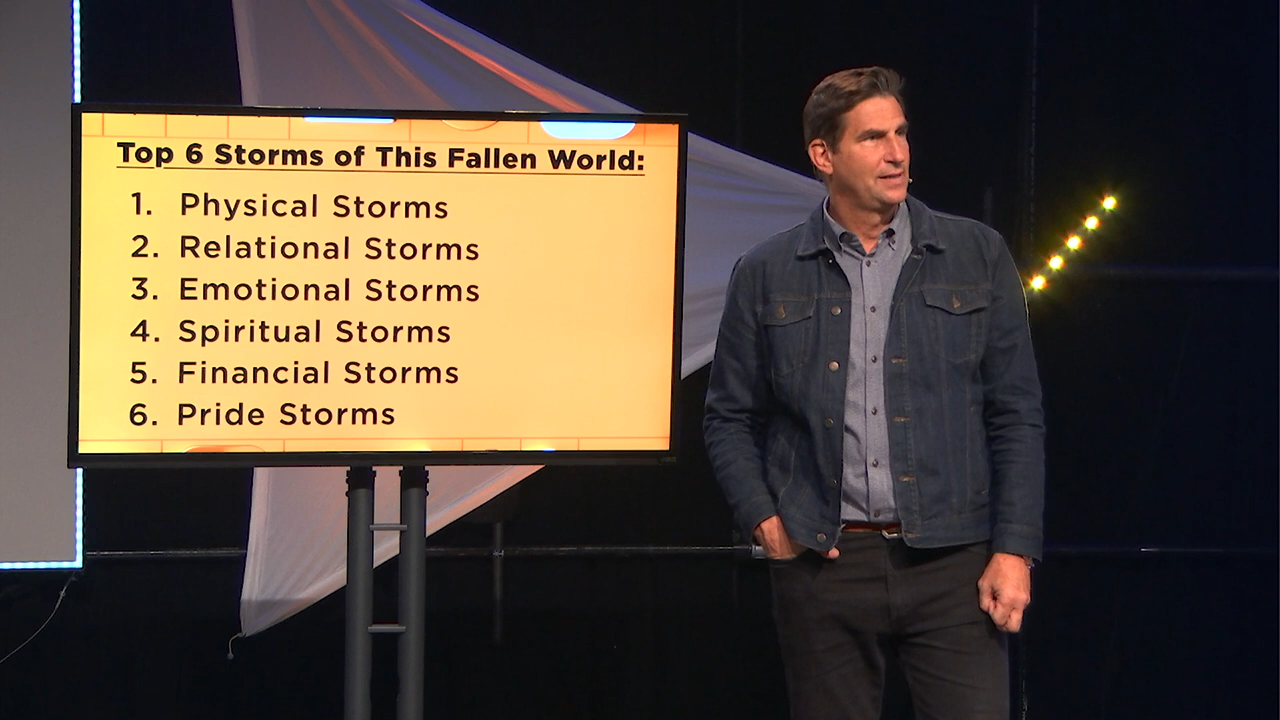 Top 6 Storms of This Fallen World:
1. Physical Storms
2. Relational Storms
3. Emotional Storms
4. Spiritual Storms
5. Financial Storms
6. Pride Storms